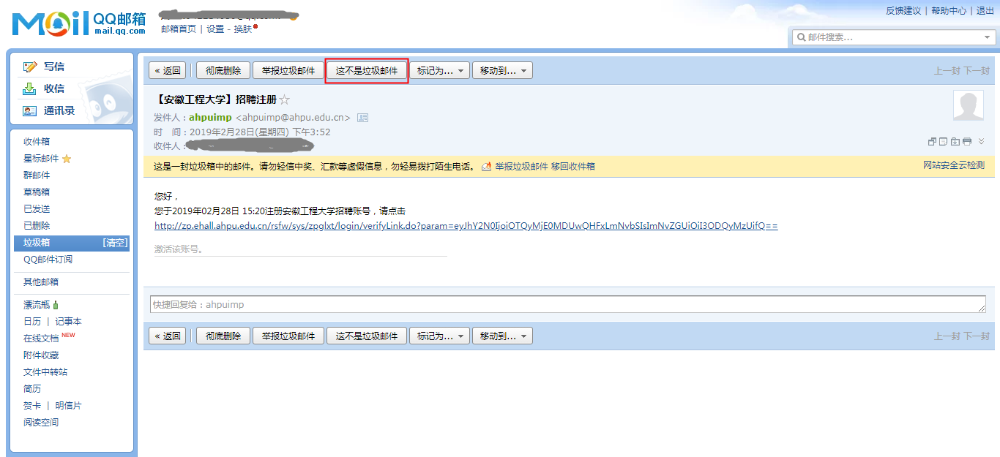 反馈建议 | 帮助中心 | 退出
Mail QQ邮箱
mail.qq.com
邮箱首页 | 设置 - 换肤
邮件搜索...
写信
收信
通讯录
收件箱
星标邮件
群邮件
草稿箱
已发送
已删除
垃圾箱 [清空]
QQ邮件订阅
其他邮箱
漂流瓶
日历 | 记事本
在线文档 NEW
附件收藏
文件中转站
简历
贺卡 | 明信片
阅读空间
« 返回 彻底删除 举报垃圾邮件 这不是垃圾邮件 标记为... 移动到... 上一封 下一封
【安徽工程大学】招聘注册☆
发件人：ahpuimp <ahpuimp@ahpu.edu.cn>
时 间：2019年2月28日(星期四) 下午3:52
收件人：
这是一封垃圾箱中的邮件。请勿轻信中奖、汇款等虚假信息，勿轻易拨打陌生电话。 举报垃圾邮件 移回收件箱 网站安全云检测
您好，
您于2019年02月28日 15:20注册安徽工程大学招聘账号，请点击
http://zp.ehall.ahpu.edu.cn/rsfw/sys/zpglxt/login/verifyLink.do?param=eyJhY2N0IjoiOTQyMjE0MDUwQHFxLmNvbSIsImNvZGUiOiI3ODQyMzUifQ==
激活该账号。
快捷回复给：ahpuimp
« 返回 彻底删除 举报垃圾邮件 这不是垃圾邮件 标记为... 移动到... 上一封 下一封